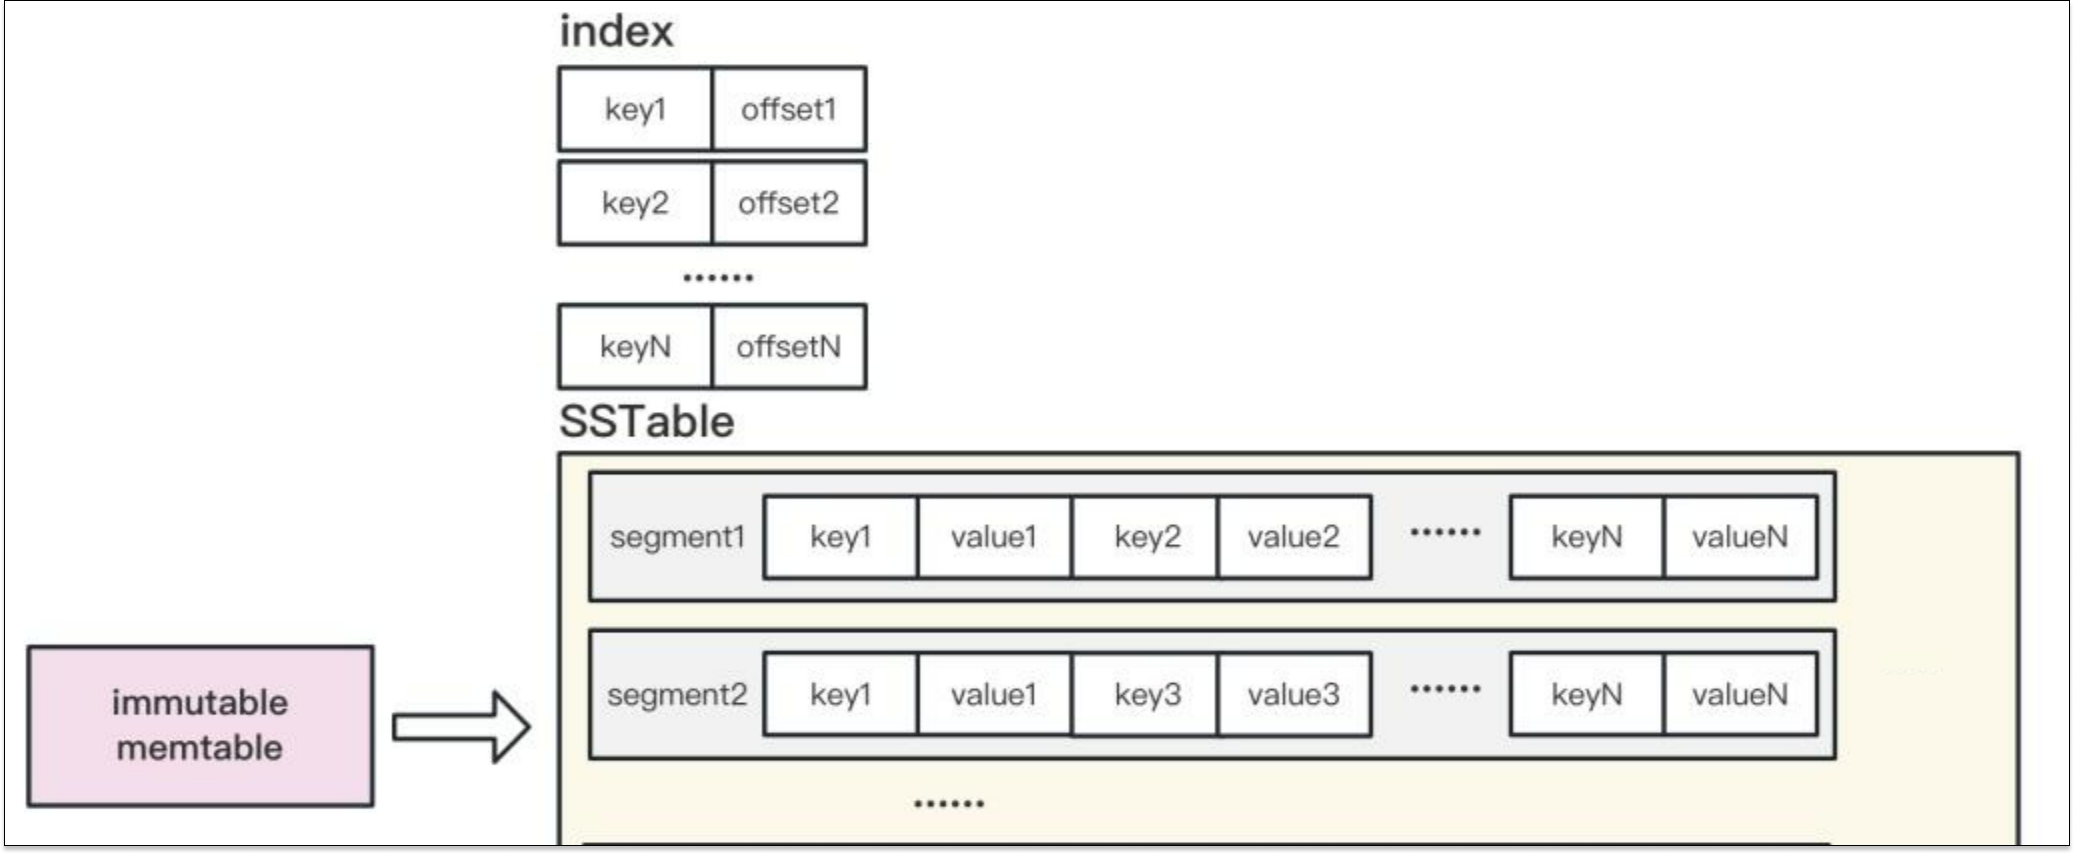 index
key1 offset1
key2 offset2
......
keyN offsetN
SSTable
segment1 key1 value1 key2 value2 ...... keyN valueN
segment2 key1 value1 key3 value3 ...... keyN valueN
immutable
memtable
......